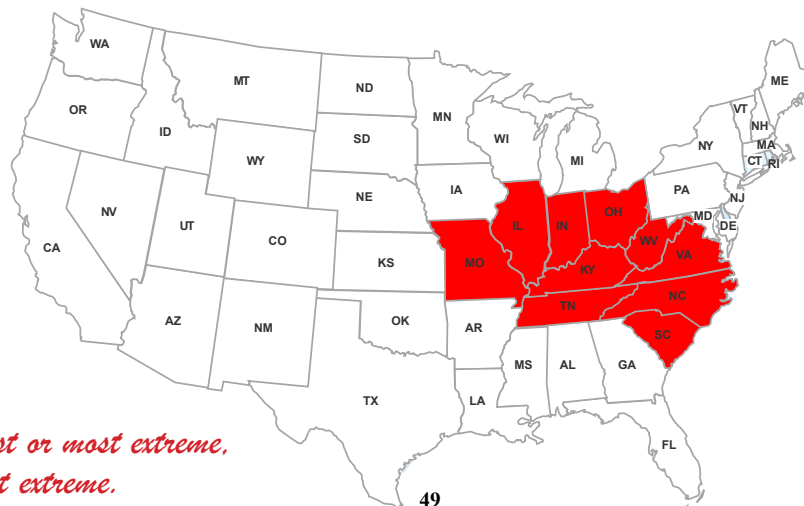 WA
MT
ND
MN
ME
OR
ID
SD
WI
MI
VT
NH
NY
MA
CT
RI
WY
IA
PA
NJ
NE
NV
UT
CO
IL
IN
OH
MD
DE
WV
CA
KS
MO
KY
VA
AZ
NM
OK
AR
TN
NC
SC
MS
AL
GA
TX
LA
FL
st or most extreme,
t extreme.
49